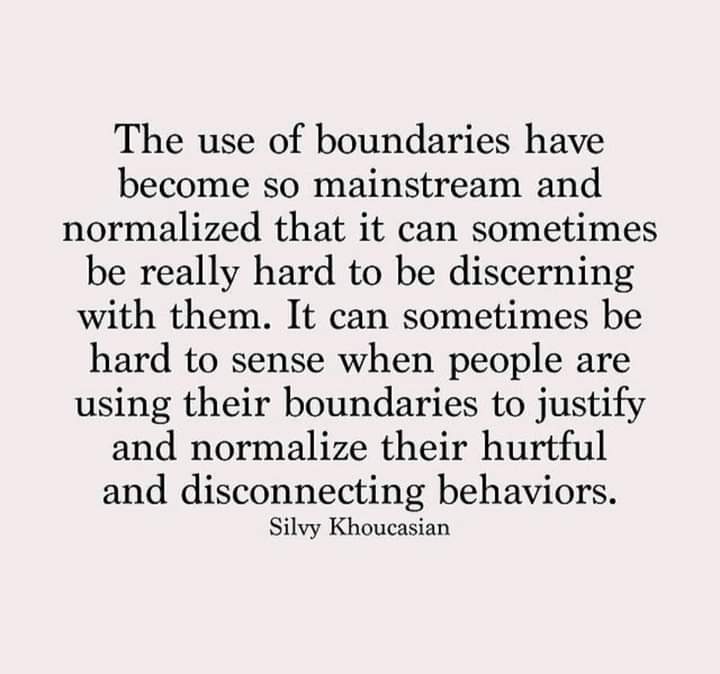 The use of boundaries have
become so mainstream and
normalized that it can sometimes
be really hard to be discerning
with them. It can sometimes be
hard to sense when people are
using their boundaries to justify
and normalize their hurtful
and disconnecting behaviors.
Silvy Khoucasian